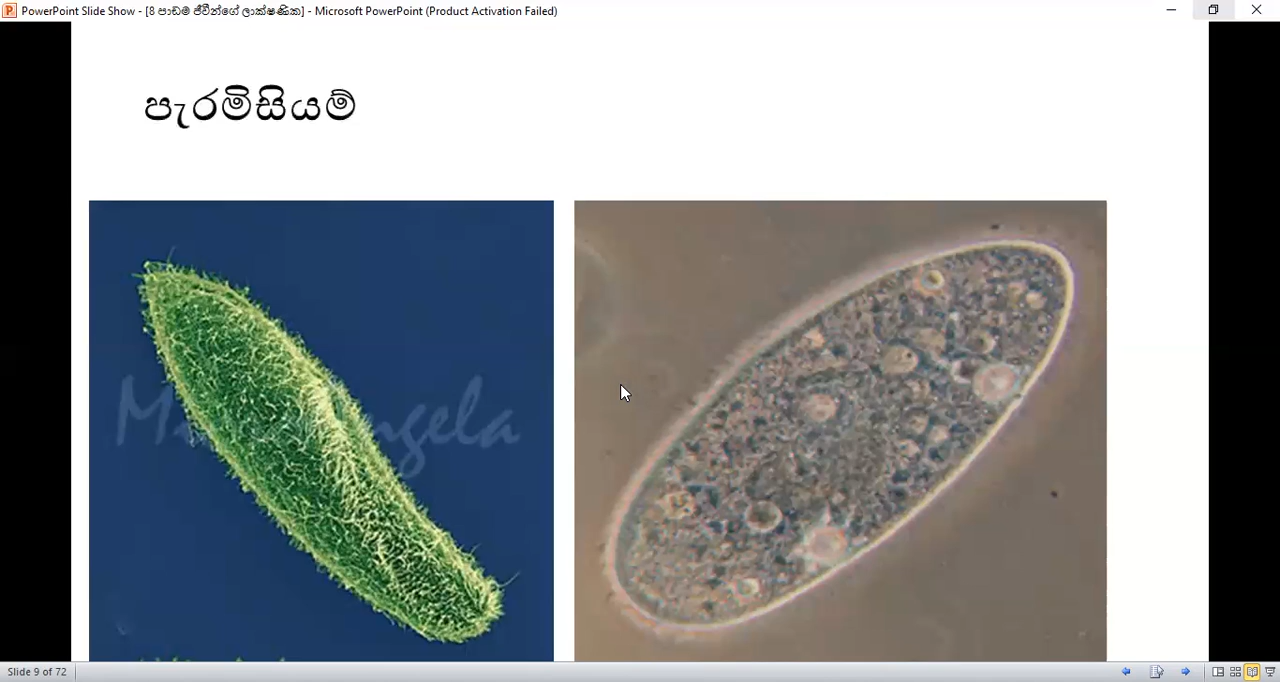 PowerPoint Slide Show - [8 පාඩම ජීවීන්ගේ ලාක්ෂණික] - Microsoft PowerPoint (Product Activation Failed)
පැරමිසියම්
Slide 9 of 72